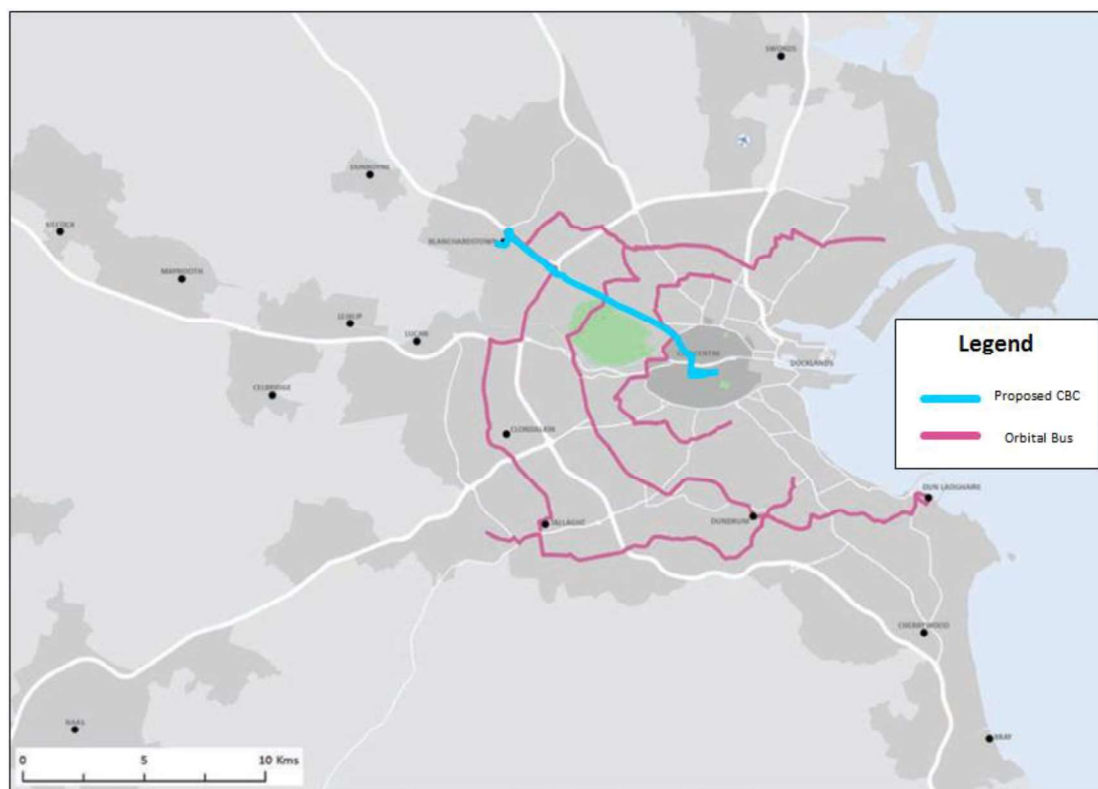 SWORDS
DUNBOYNE
KILCOCK
BLANCHARDSTOWN
MAYNOOTH
LEIXLIP
LUCAN
CENTRE
DOCKLANDS
CELBRIDGE
CLONDALKIN
TALLAGHT
DUNDRUM
DUN LAOGHAIRE
CHERRYWOOD
NAAS
BRAY
Legend
Proposed CBC
Orbital Bus
0 5 10 Kms